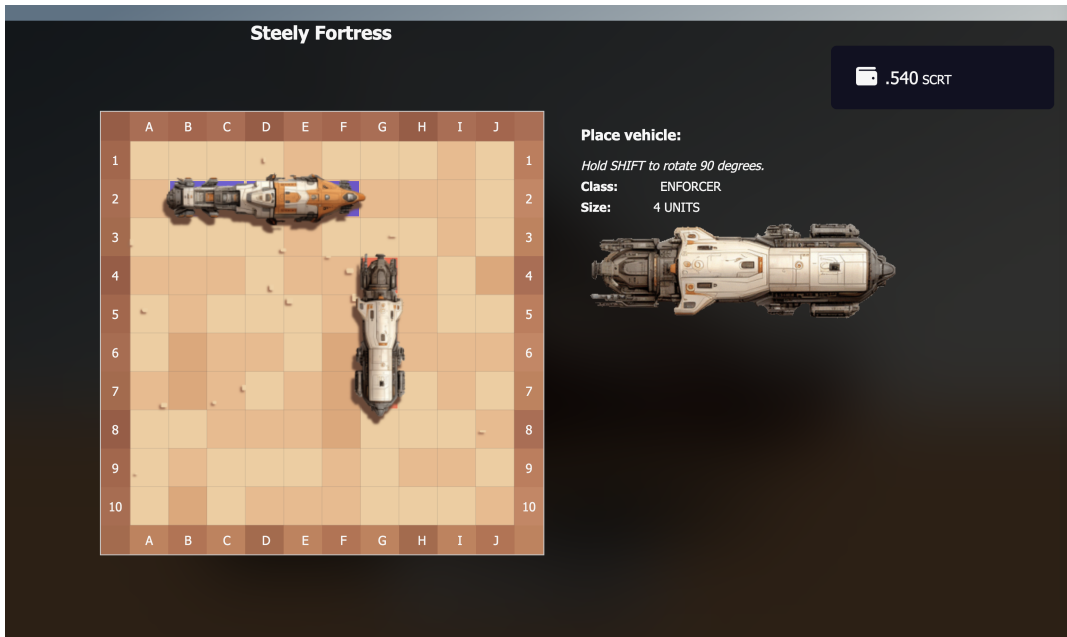 Steely Fortress
.540 SCRT
A B C D E F G H I J
Place vehicle:
1 1
Hold SHIFT to rotate 90 degrees.
Class: ENFORCER
2 2
Size: 4 UNITS
3 3
4 4
5 5
6 6
7 7
8 8
9 9
10 10
A B C D E F G H I J